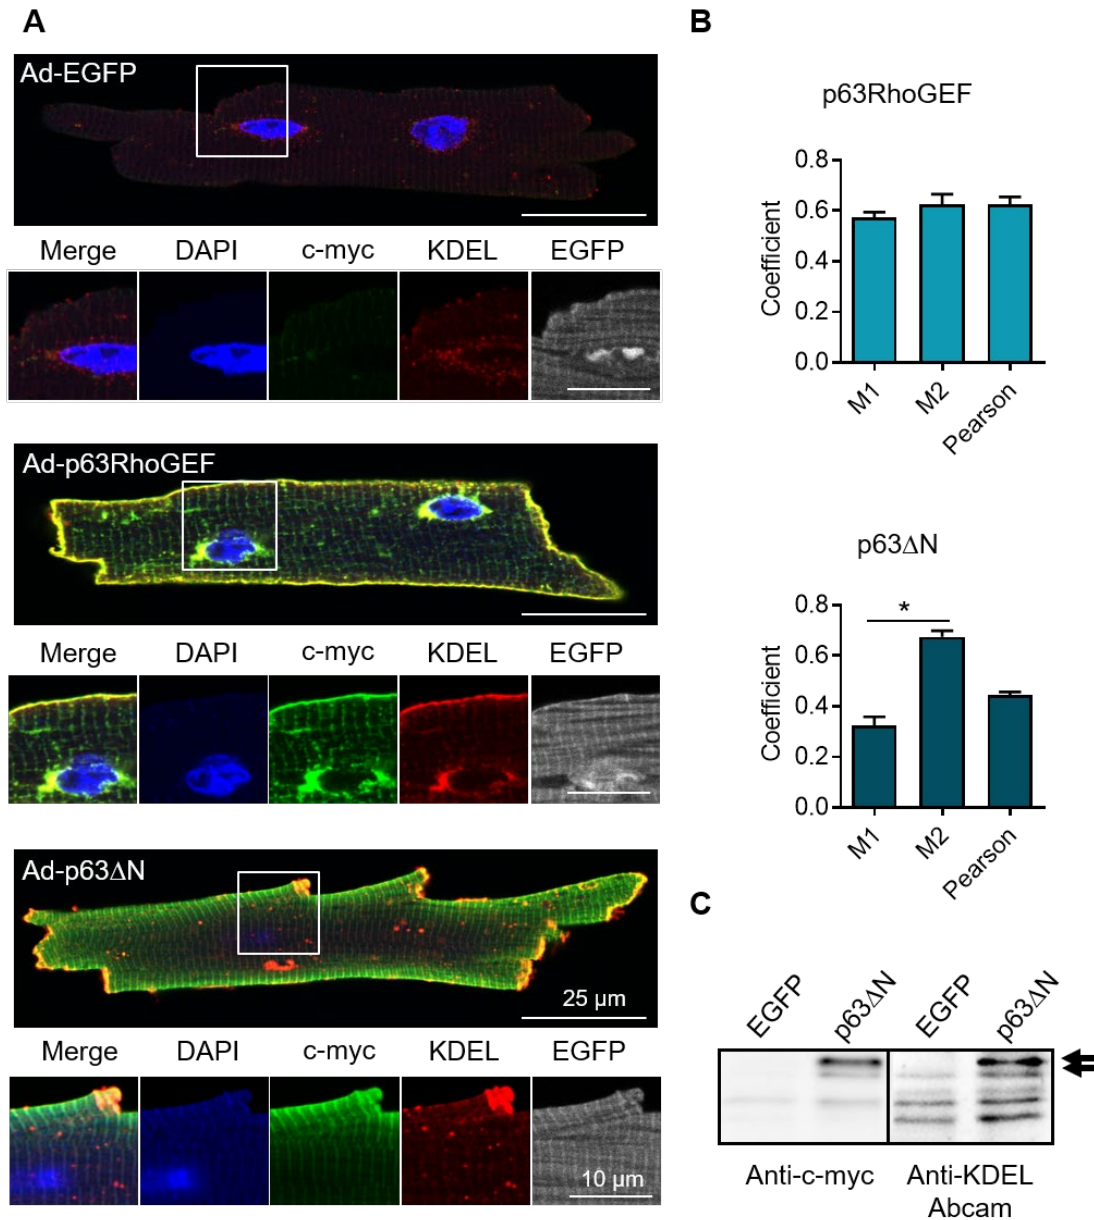 A
Ad-EGFP
Merge DAPI c-myc KDEL EGFP
Ad-p63RhoGEF
Merge DAPI c-myc KDEL EGFP
Ad-p63ΔN
25 µm
Merge DAPI c-myc KDEL EGFP
10 µm
B
p63RhoGEF
Coefficient
0.8
0.6
0.4
0.2
0.0
M1 M2 Pearson
p63ΔN
*
Coefficient
0.8
0.6
0.4
0.2
0.0
M1 M2 Pearson
C
EGFP p63ΔN EGFP p63ΔN
Anti-c-myc Anti-KDEL
Abcam